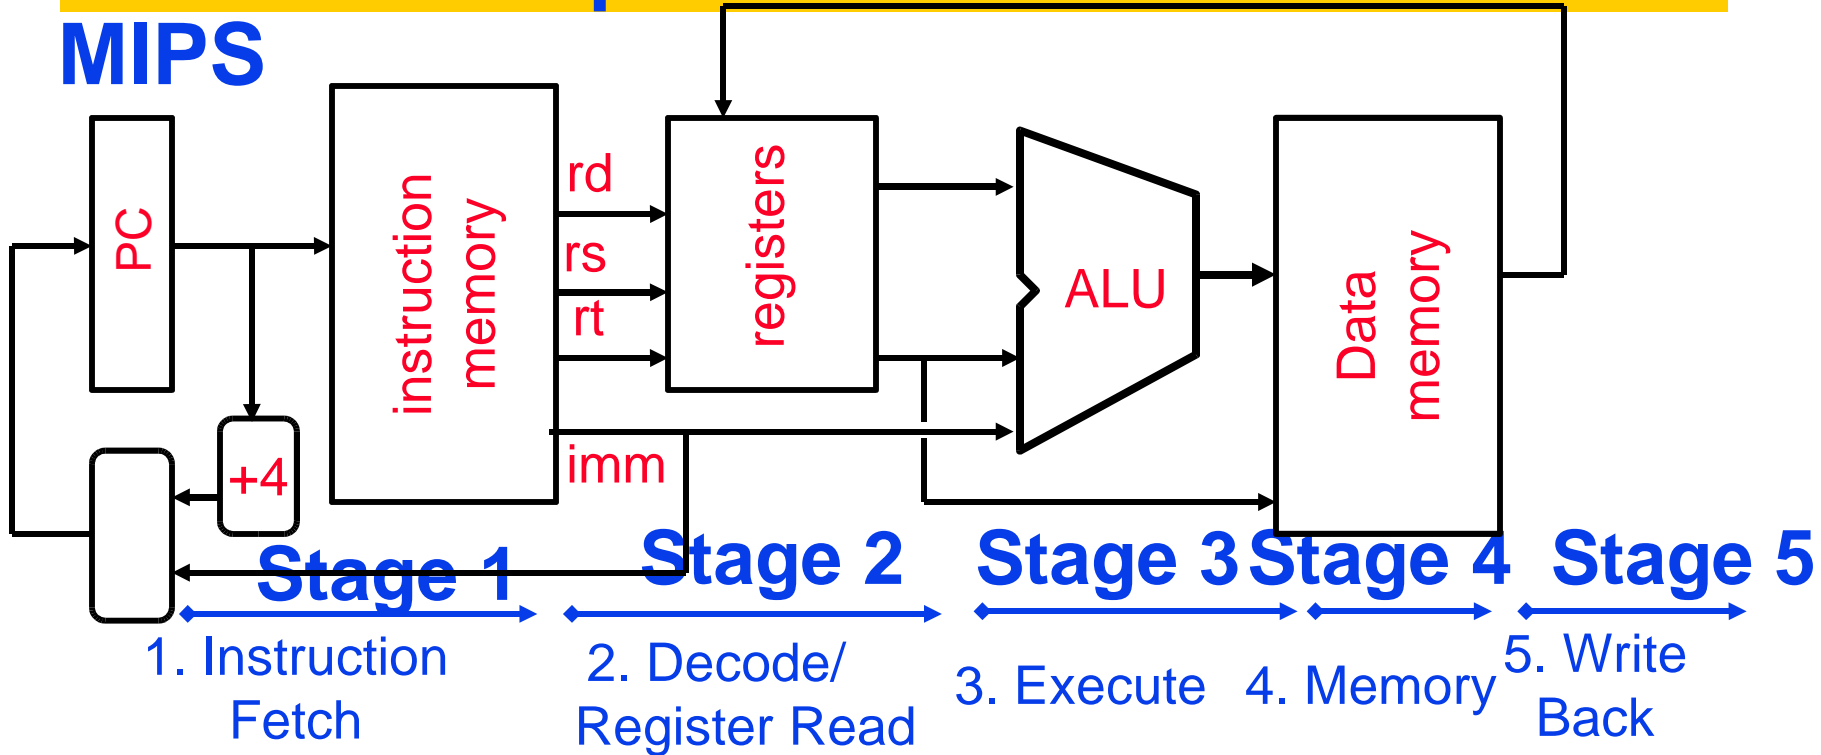 MIPS
PC
instruction
memory
rd
rs
rt
imm
registers
ALU
Data
memory
+4
Stage 1
Stage 2
Stage 3
Stage 4
Stage 5
1. Instruction
Fetch
2. Decode/
Register Read
3. Execute
4. Memory
5. Write
Back